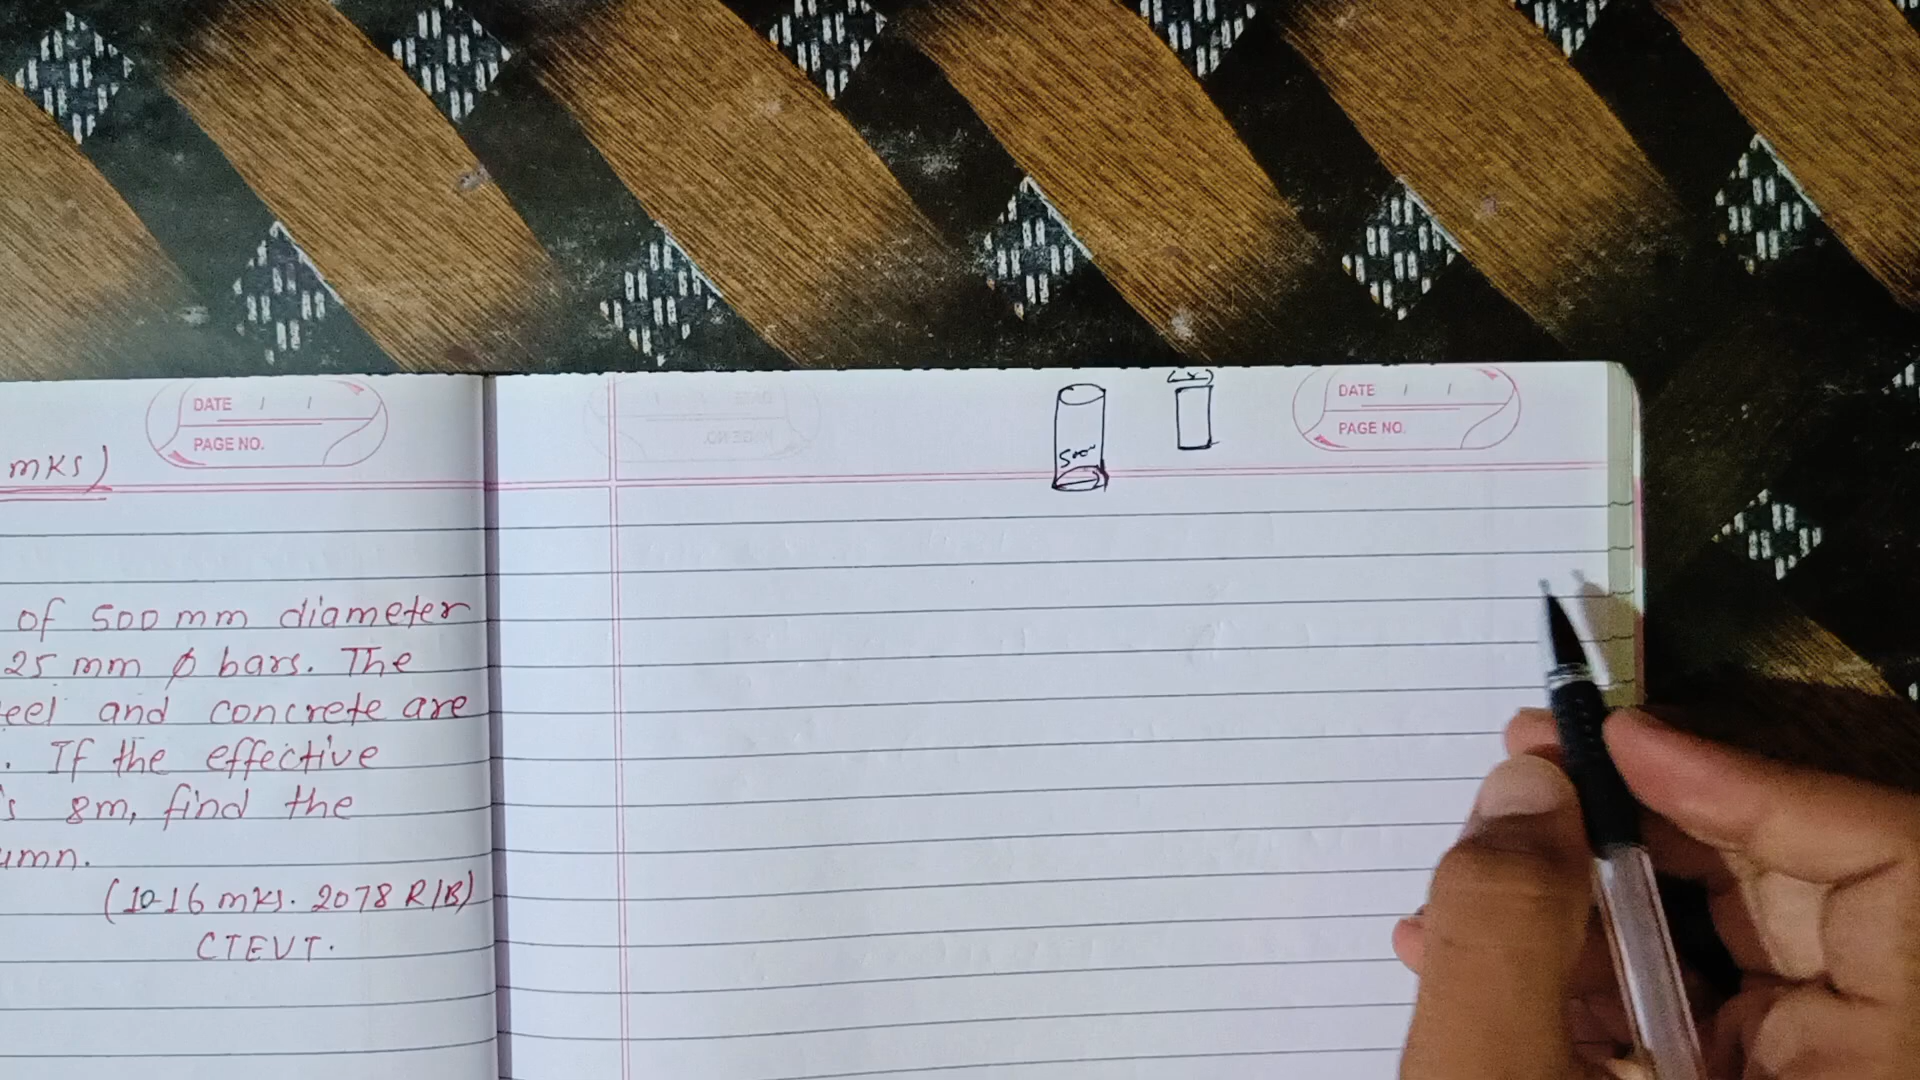 DATE / /
PAGE NO.
mks)
of 500 mm diameter
25 mm ϕ bars. The
eel and concrete are
. If the effective
's 8m, find the
umn.
(10-16 mks. 2078 R/B)
CTEVT.
500
DATE / /
PAGE NO.